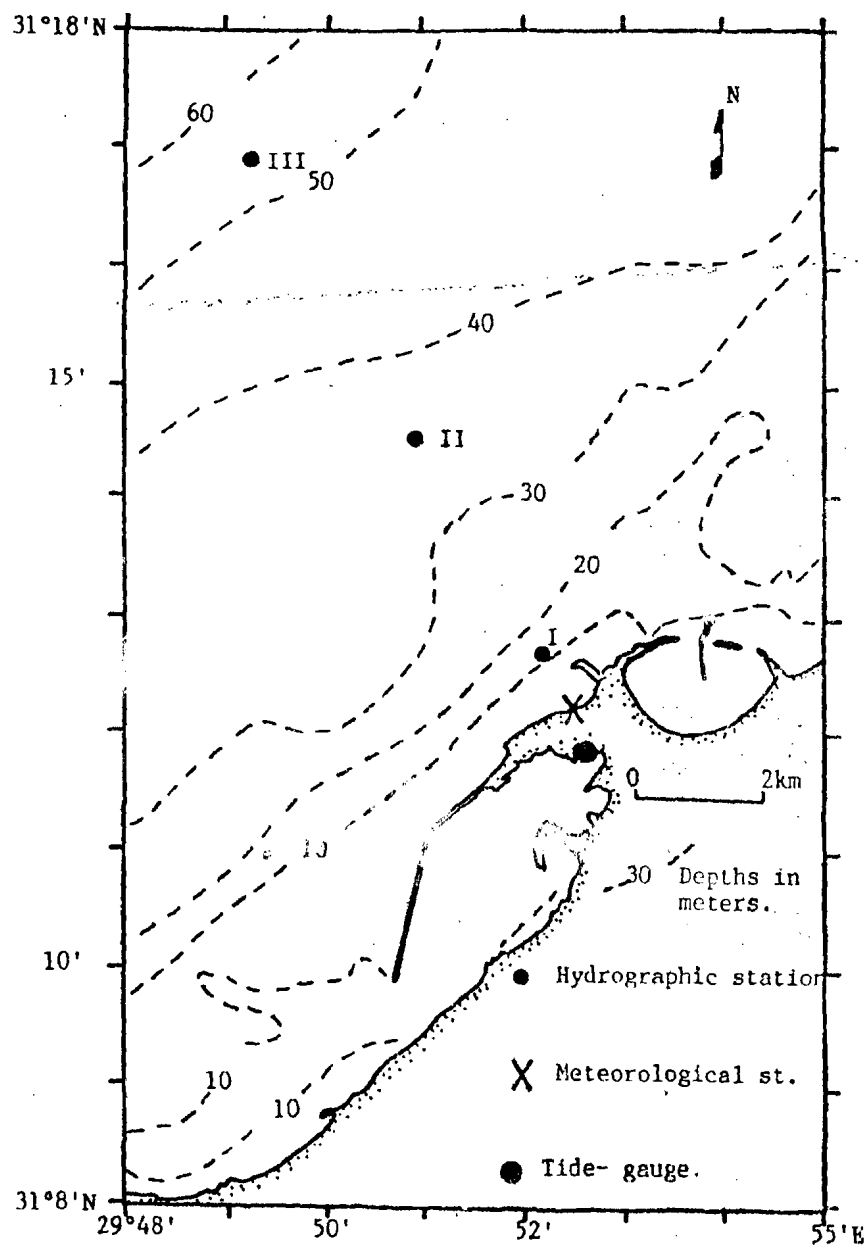 31°18'N
N
60
III
50
40
15'
II
30
20
I
0 2km
10
30 Depths in
meters.
10'
Hydrographic station
10
Meteorological st.
10
Tide- gauge.
31°8'N
29°48' 50' 52' 55'E